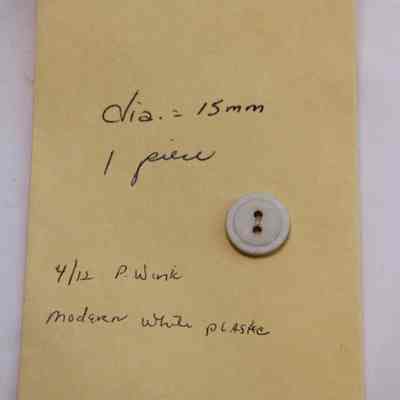 dia. = 15mm
1 piece
4/12 P. Wink
modern white plastic